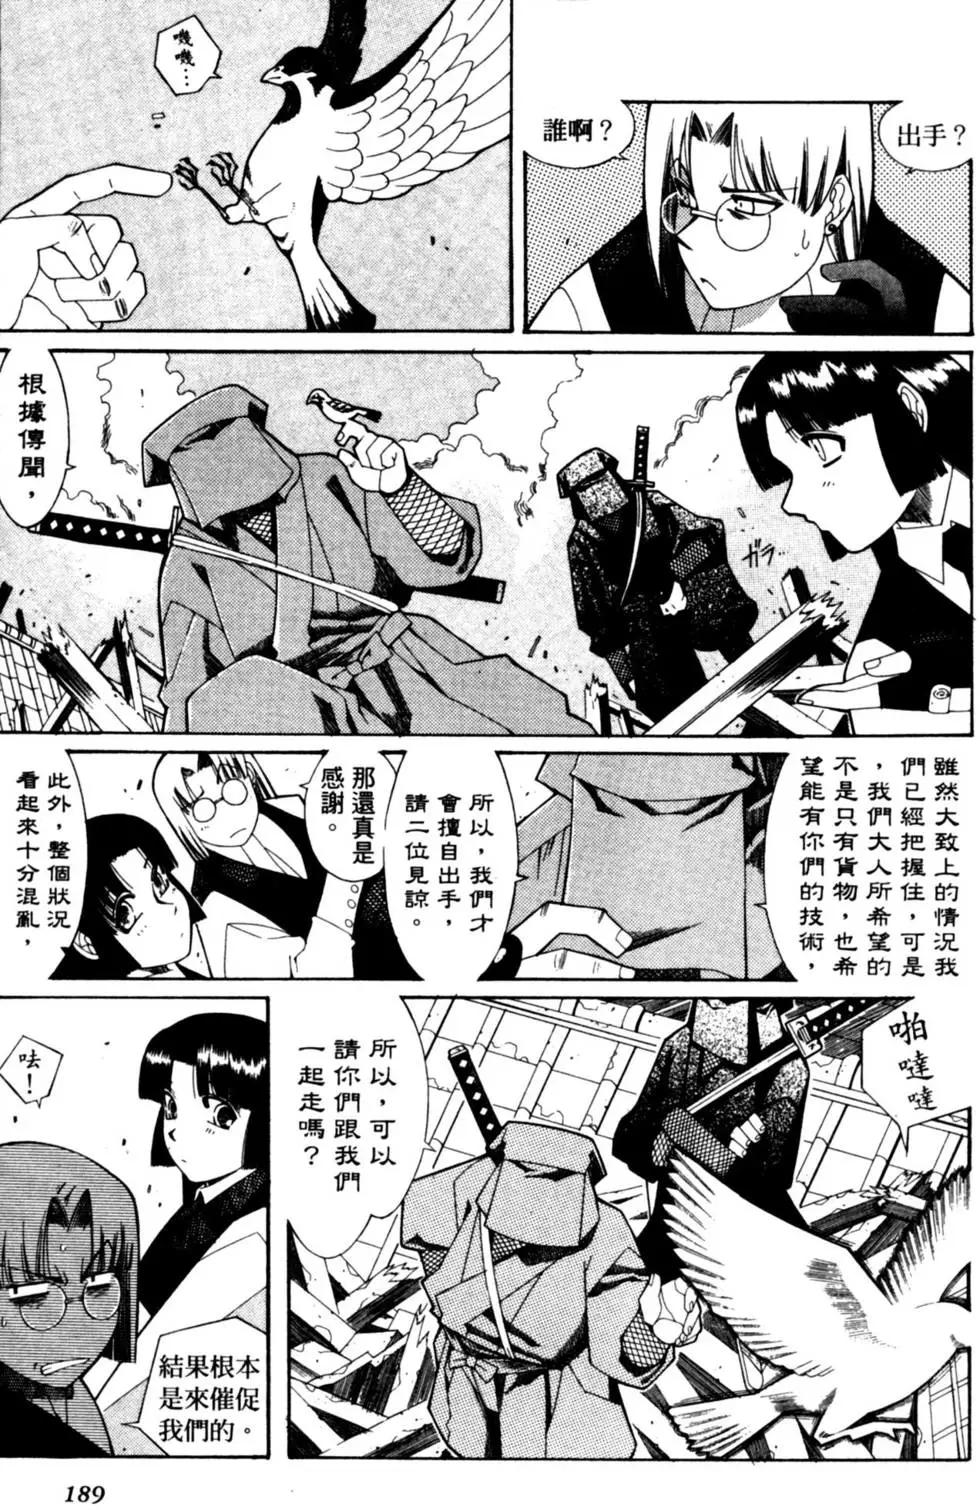 出手？
誰啊？
嘰
嘰
…
根據傳聞，
ガラ
雖然大致上的情況我
們已經把握住，可是
，我們大人所希望的
不是只有貨物，也希
望能有你們的技術，
所以，我們才
會擅自出手，
請二位見諒。
那還真是
感謝。
此外，整個狀況
看起來十分混亂，
啪噠噠
所以，可以
請你們跟我們
一起走嗎？
呿！
結果根本
是來催促
我們的。
189